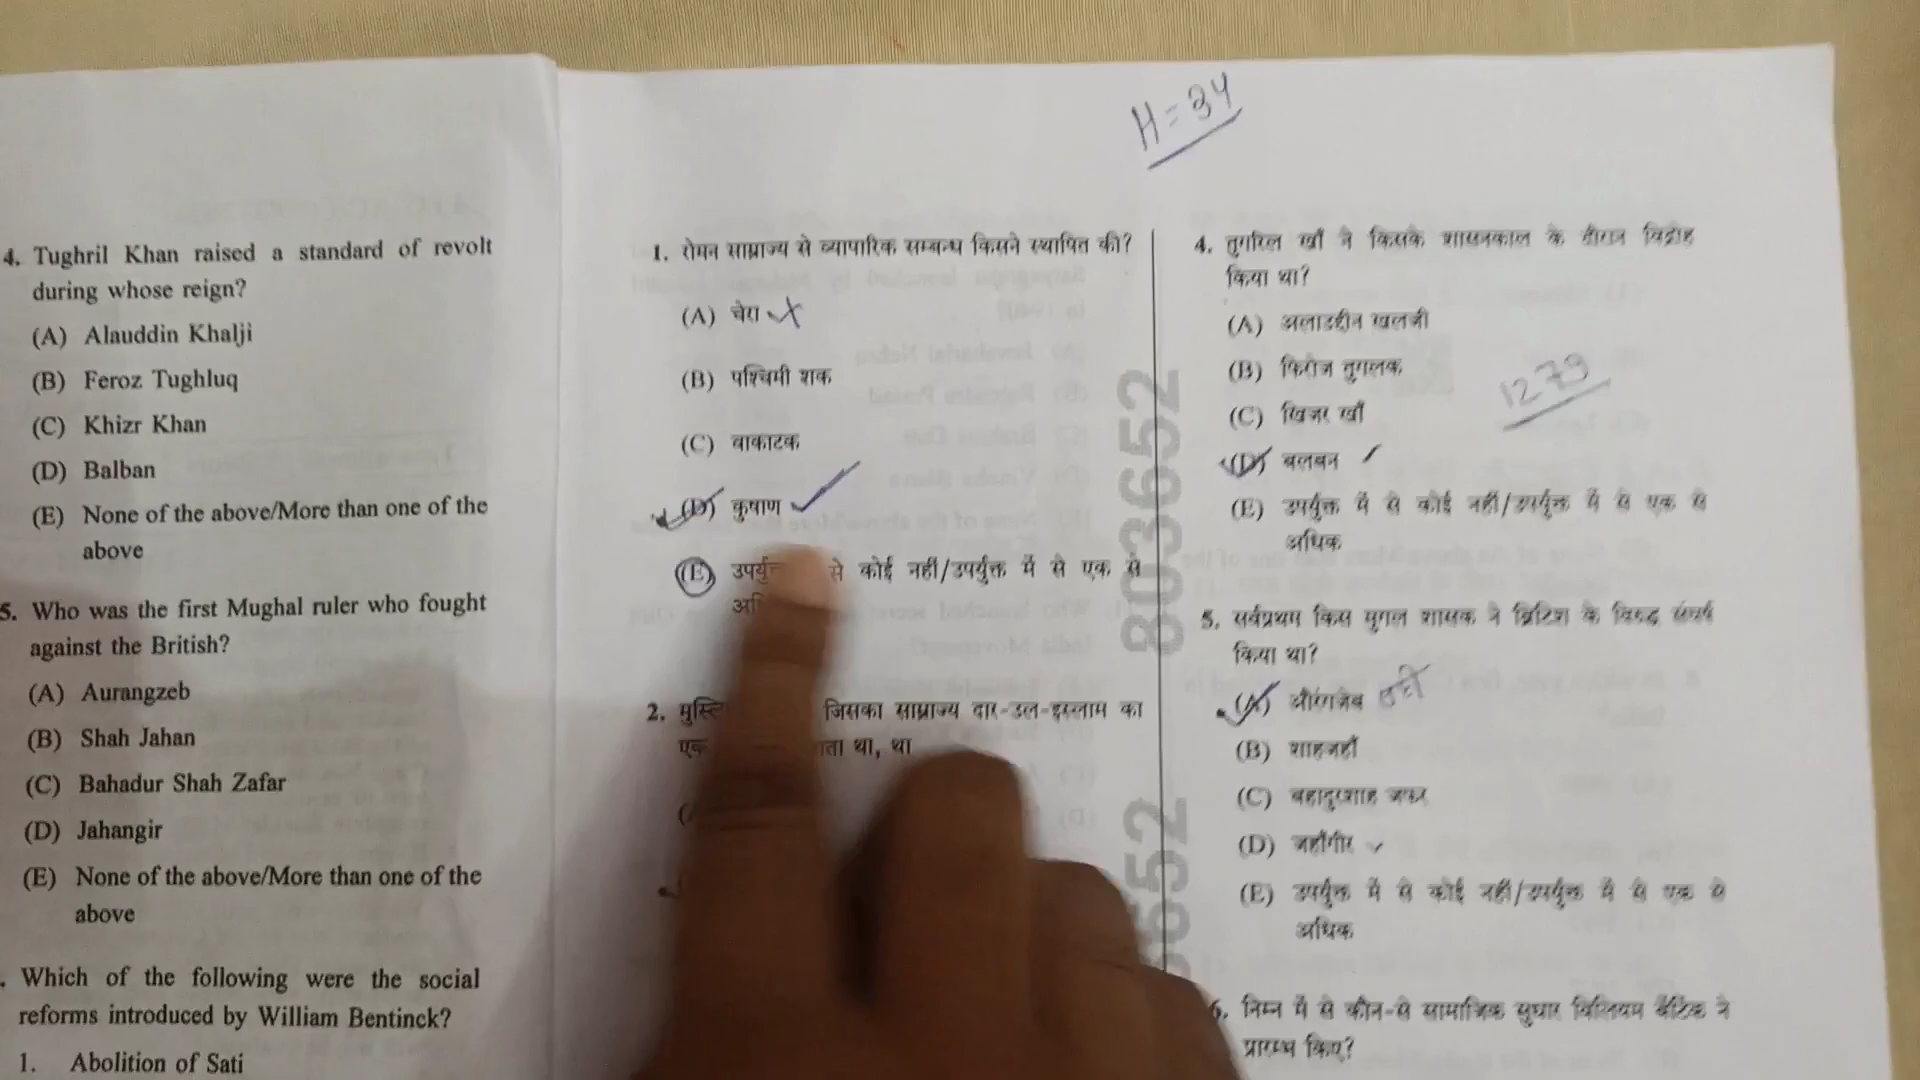 H = 34
4. Tughril Khan raised a standard of revolt
during whose reign?
(A) Alauddin Khalji
(B) Feroz Tughluq
(C) Khizr Khan
(D) Balban
(E) None of the above/More than one of the
above
5. Who was the first Mughal ruler who fought
against the British?
(A) Aurangzeb
(B) Shah Jahan
(C) Bahadur Shah Zafar
(D) Jahangir
(E) None of the above/More than one of the
above
. Which of the following were the social
reforms introduced by William Bentinck?
1. Abolition of Sati
1. रोमन साम्राज्य से व्यापारिक सम्बन्ध किसने स्थापित की?
(A) चेरा
(B) पश्चिमी शक
(C) वाकाटक
(D) कुषाण
(E) से कोई नहीं/उपर्युक्त में से एक से
2. जिसका साम्राज्य दार-उल-इस्लाम का
था, था
803652
4. तुगरिल खाँ ने किसके शासनकाल के दौरान विद्रोह
किया था?
(A) अलाउद्दीन खलजी
(B) फिरोज तुगलक
(C) खिजर खाँ
1279
(D) बलबन
(E) उपर्युक्त में से कोई नहीं/उपर्युक्त में से एक से
अधिक
5. सर्वप्रथम किस मुगल शासक ने ब्रिटिश के विरुद्ध संघर्ष
किया था?
(A) औरंगजेब
(B) शाहजहाँ
(C) बहादुरशाह जफर
(D) जहाँगीर
(E) उपर्युक्त में से कोई नहीं/उपर्युक्त में से एक से
अधिक
6. निम्न में से कौन-से सामाजिक सुधार विलियम बेंटिक ने
प्रारम्भ किए?